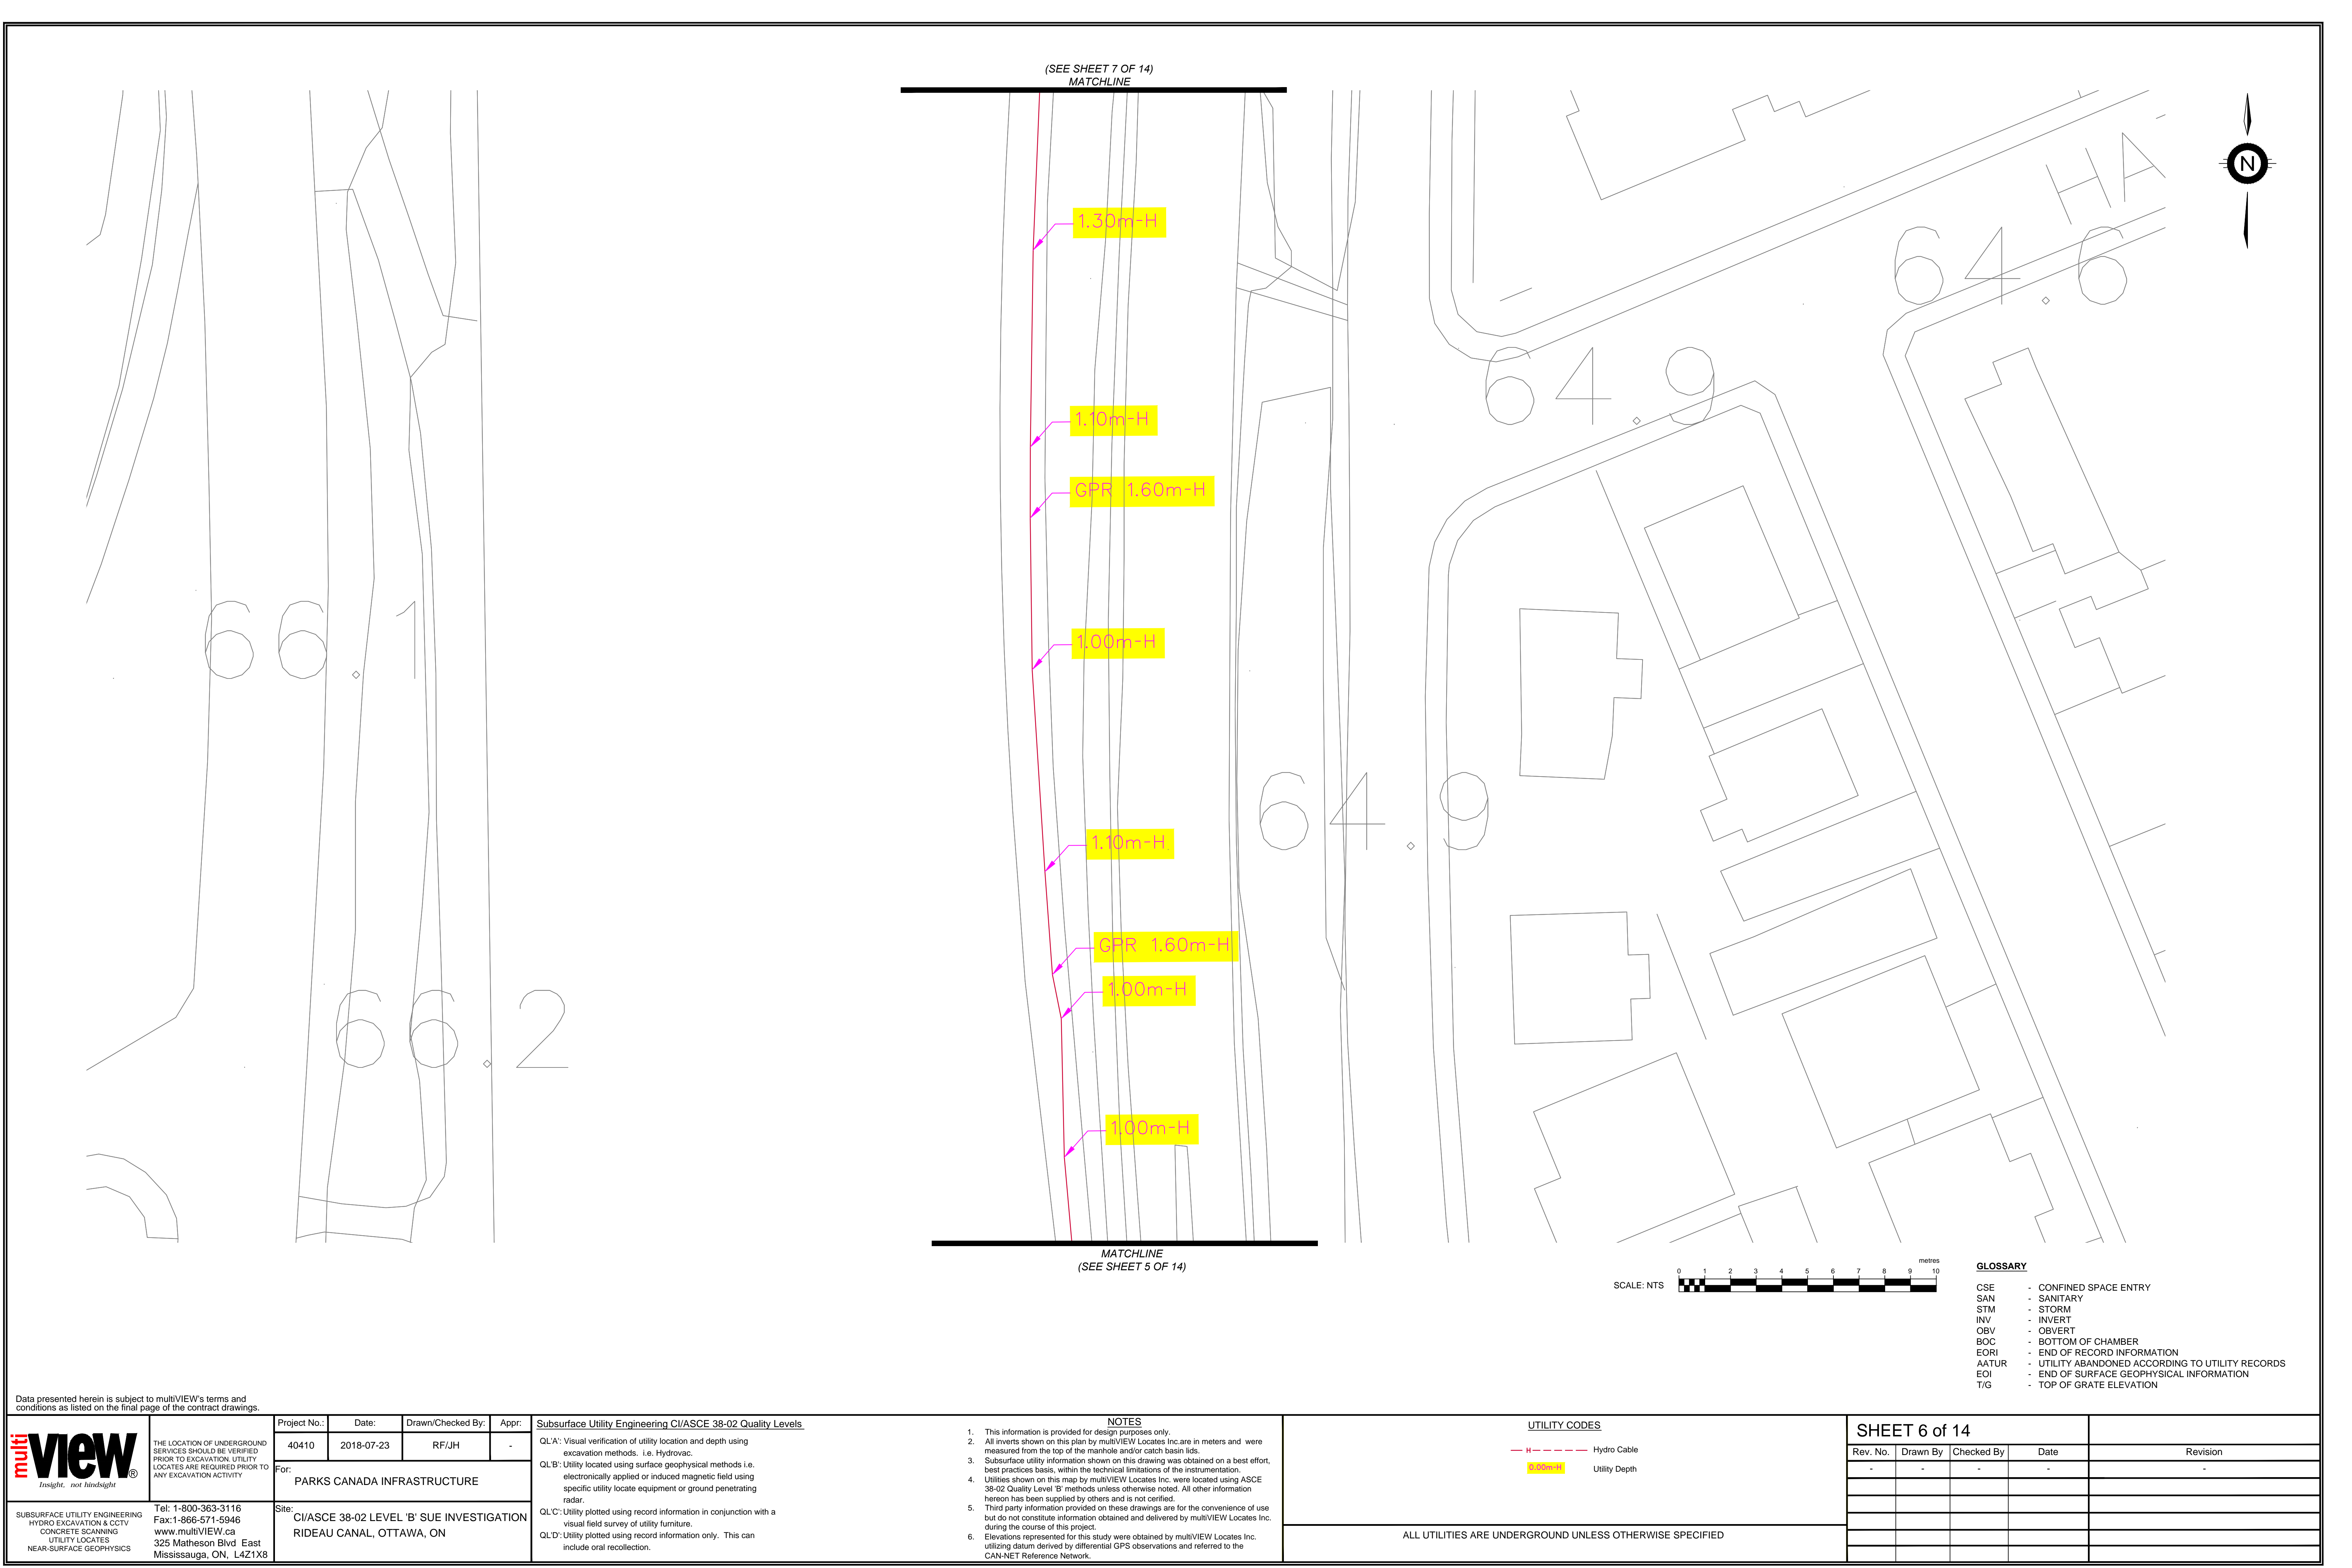 (SEE SHEET 7 OF 14)
MATCHLINE
N
HA
1.30m-H
64.6
64.9
1.10m-H
GPR 1.60m-H
66.1
1.00m-H
64.9
1.10m-H
GPR 1.60m-H
1.00m-H
66.2
1.00m-H
MATCHLINE
(SEE SHEET 5 OF 14)
metres
0 1 2 3 4 5 6 7 8 9 10
SCALE: NTS
GLOSSARY
CSE - CONFINED SPACE ENTRY
SAN - SANITARY
STM - STORM
INV - INVERT
OBV - OBVERT
BOC - BOTTOM OF CHAMBER
EORI - END OF RECORD INFORMATION
AATUR - UTILITY ABANDONED ACCORDING TO UTILITY RECORDS
EOI - END OF SURFACE GEOPHYSICAL INFORMATION
T/G - TOP OF GRATE ELEVATION
Data presented herein is subject to multiVIEW's terms and
conditions as listed on the final page of the contract drawings.
multi VIEW ®
Insight, not hindsight
SUBSURFACE UTILITY ENGINEERING
HYDRO EXCAVATION & CCTV
CONCRETE SCANNING
UTILITY LOCATES
NEAR-SURFACE GEOPHYSICS
THE LOCATION OF UNDERGROUND
SERVICES SHOULD BE VERIFIED
PRIOR TO EXCAVATION. UTILITY
LOCATES ARE REQUIRED PRIOR TO
ANY EXCAVATION ACTIVITY
Tel: 1-800-363-3116
Fax:1-866-571-5946
www.multiVIEW.ca
325 Matheson Blvd East
Mississauga, ON, L4Z1X8
Project No.: Date: Drawn/Checked By: Appr:
40410 2018-07-23 RF/JH -
For:
PARKS CANADA INFRASTRUCTURE
Site:
CI/ASCE 38-02 LEVEL 'B' SUE INVESTIGATION
RIDEAU CANAL, OTTAWA, ON
Subsurface Utility Engineering CI/ASCE 38-02 Quality Levels
QL'A': Visual verification of utility location and depth using
excavation methods. i.e. Hydrovac.
QL'B': Utility located using surface geophysical methods i.e.
electronically applied or induced magnetic field using
specific utility locate equipment or ground penetrating
radar.
QL'C': Utility plotted using record information in conjunction with a
visual field survey of utility furniture.
QL'D': Utility plotted using record information only. This can
include oral recollection.
NOTES
1. This information is provided for design purposes only.
2. All inverts shown on this plan by multiVIEW Locates Inc.are in meters and were
measured from the top of the manhole and/or catch basin lids.
3. Subsurface utility information shown on this drawing was obtained on a best effort,
best practices basis, within the technical limitations of the instrumentation.
4. Utilities shown on this map by multiVIEW Locates Inc. were located using ASCE
38-02 Quality Level 'B' methods unless otherwise noted. All other information
hereon has been supplied by others and is not cerified.
5. Third party information provided on these drawings are for the convenience of use
but do not constitute information obtained and delivered by multiVIEW Locates Inc.
during the course of this project.
6. Elevations represented for this study were obtained by multiVIEW Locates Inc.
utilizing datum derived by differential GPS observations and referred to the
CAN-NET Reference Network.
UTILITY CODES
H Hydro Cable
0.00m-H Utility Depth
ALL UTILITIES ARE UNDERGROUND UNLESS OTHERWISE SPECIFIED
SHEET 6 of 14
Rev. No. Drawn By Checked By Date Revision
- - - - -